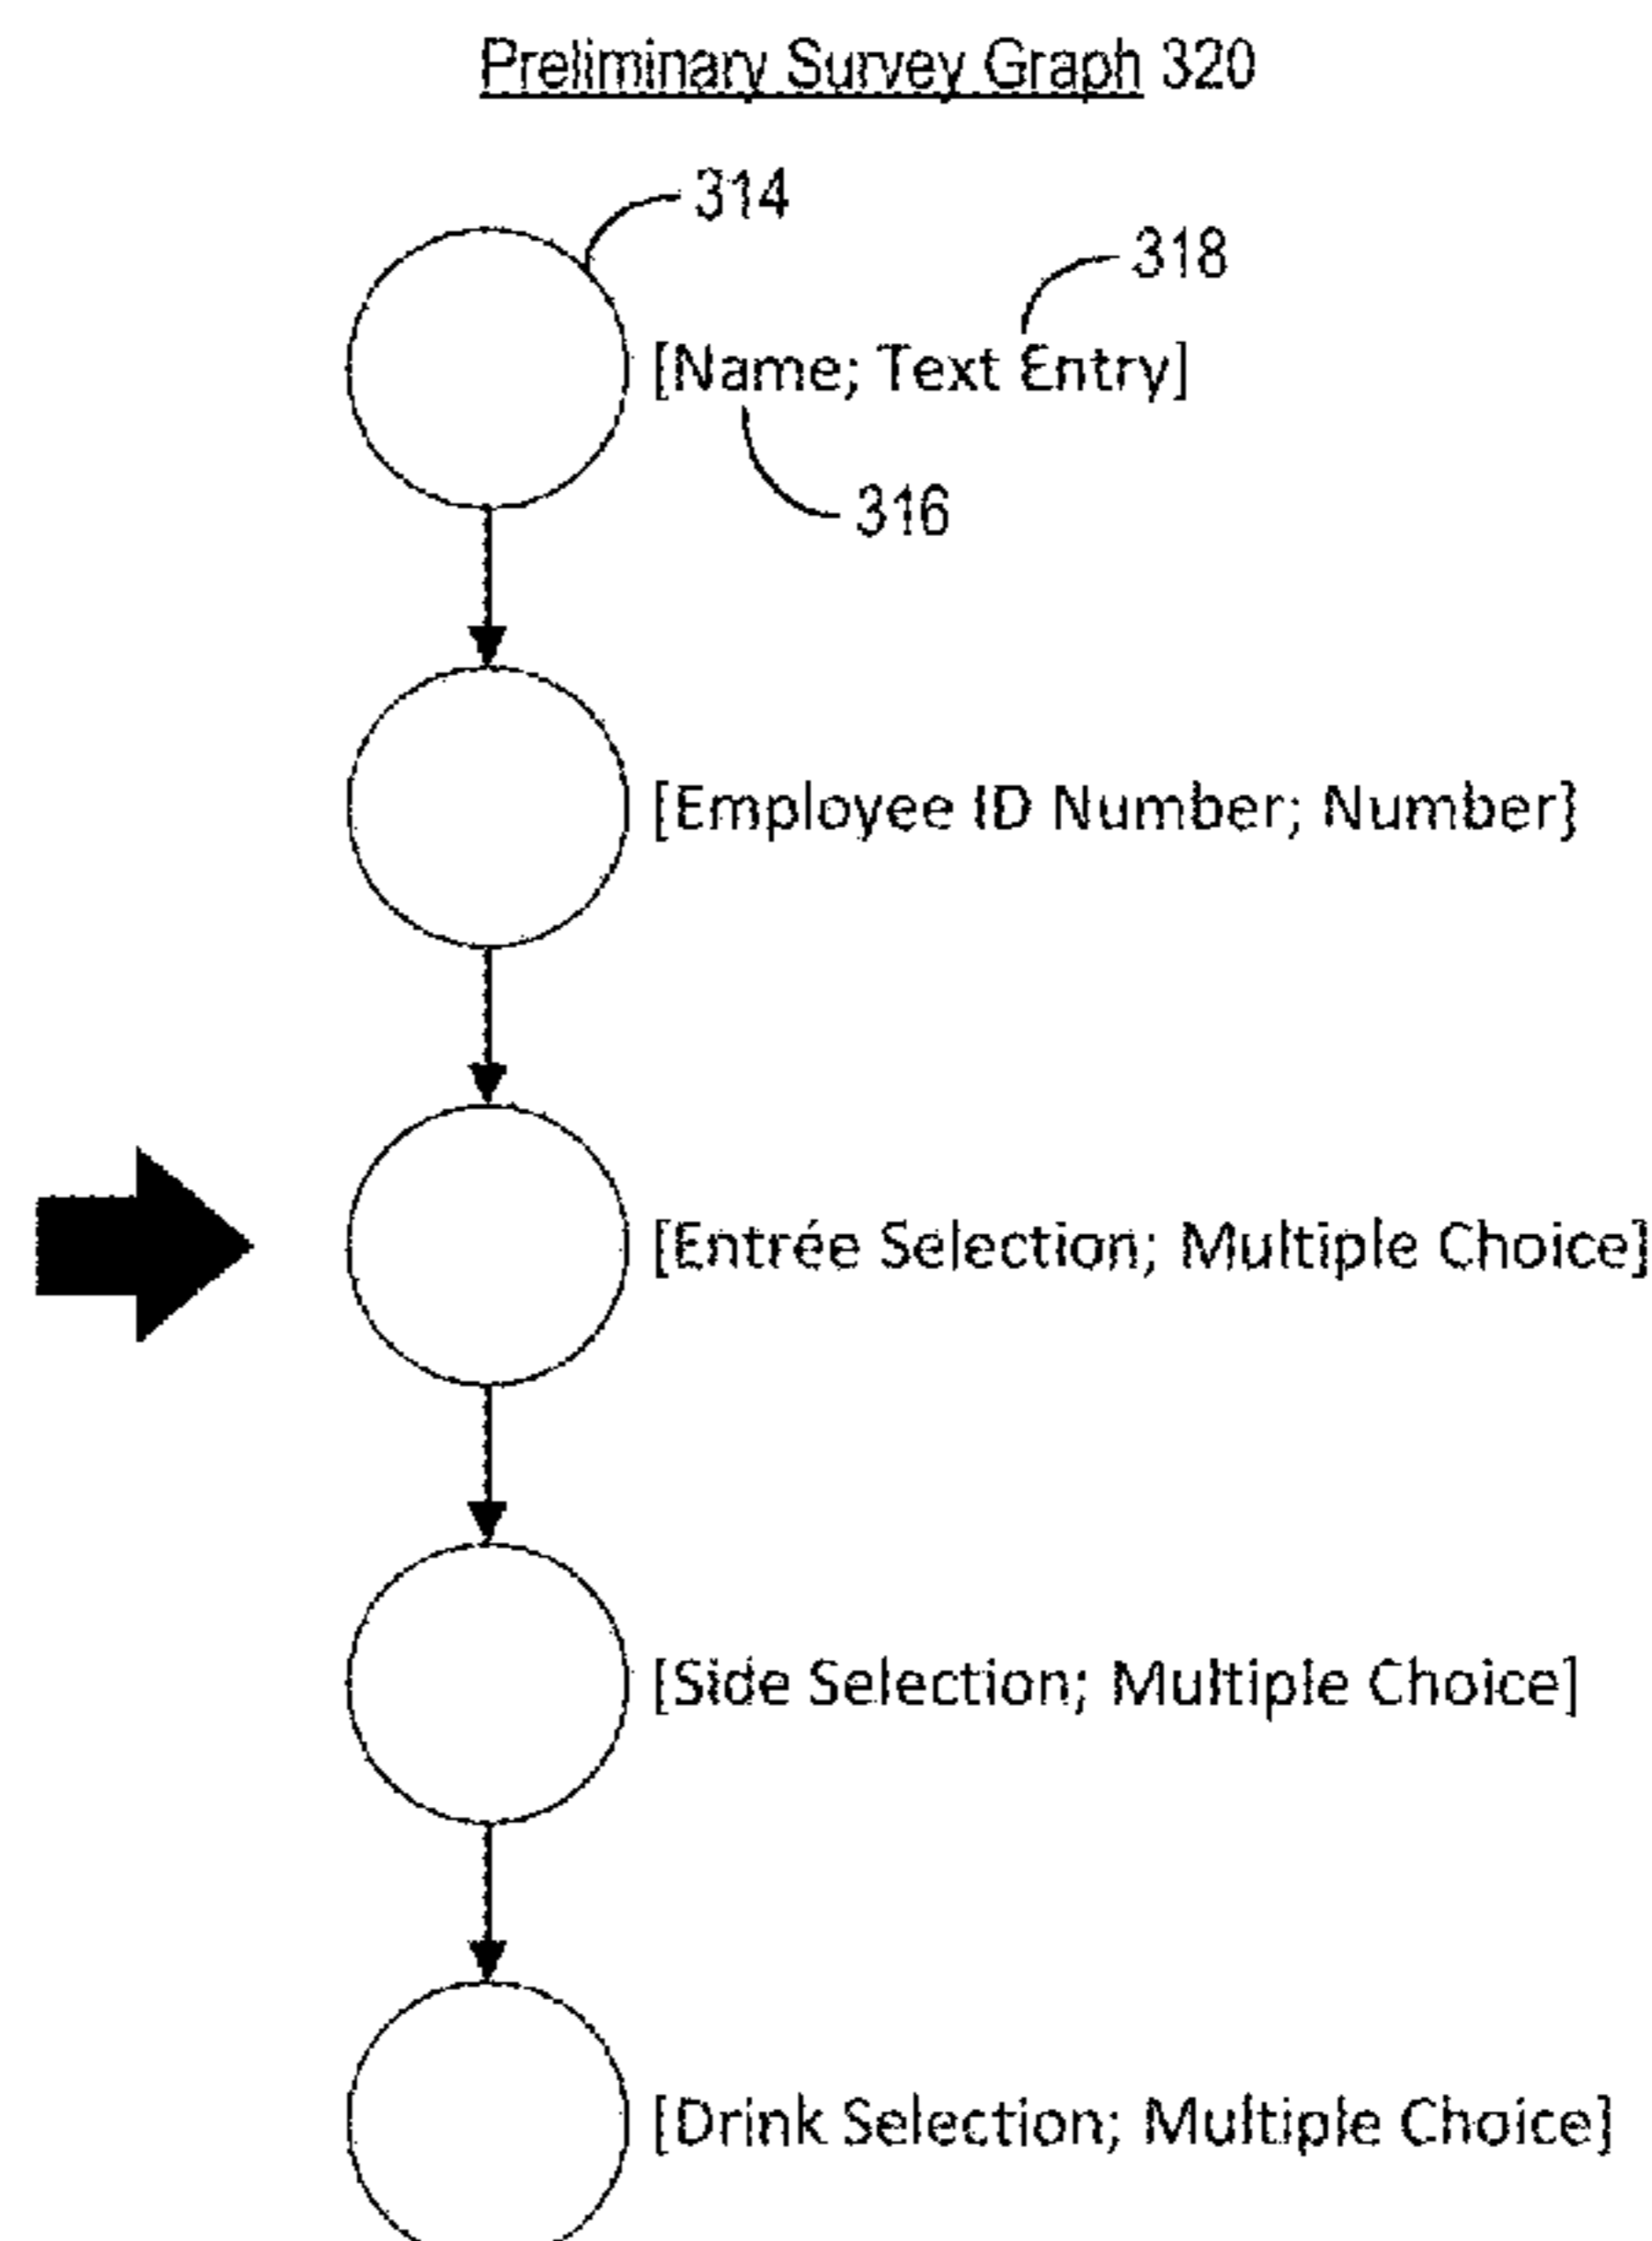 Preliminary Survey Graph 320
314
318
[Name; Text Entry]
316
[Employee ID Number; Number]
[Entrée Selection; Multiple Choice]
[Side Selection; Multiple Choice]
[Drink Selection; Multiple Choice]